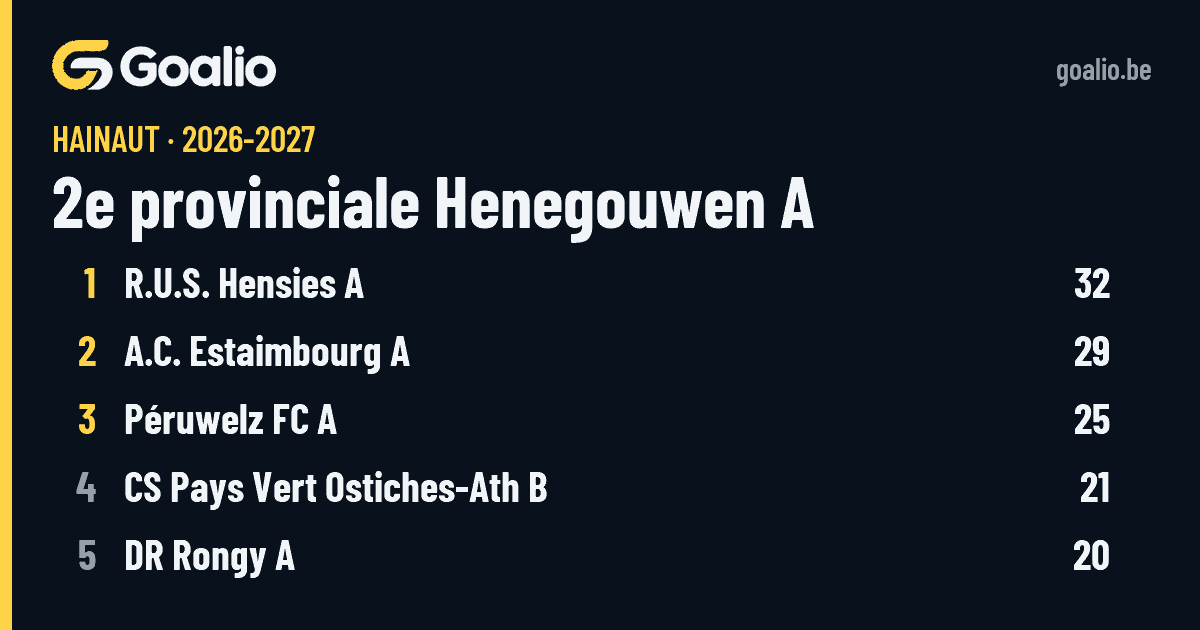 Goalio
goalio.be
HAINAUT · 2026-2027
2e provinciale Henegouwen A
1 R.U.S. Hensies A 32
2 A.C. Estaimbourg A 29
3 Péruwelz FC A 25
4 CS Pays Vert Ostiches-Ath B 21
5 DR Rongy A 20